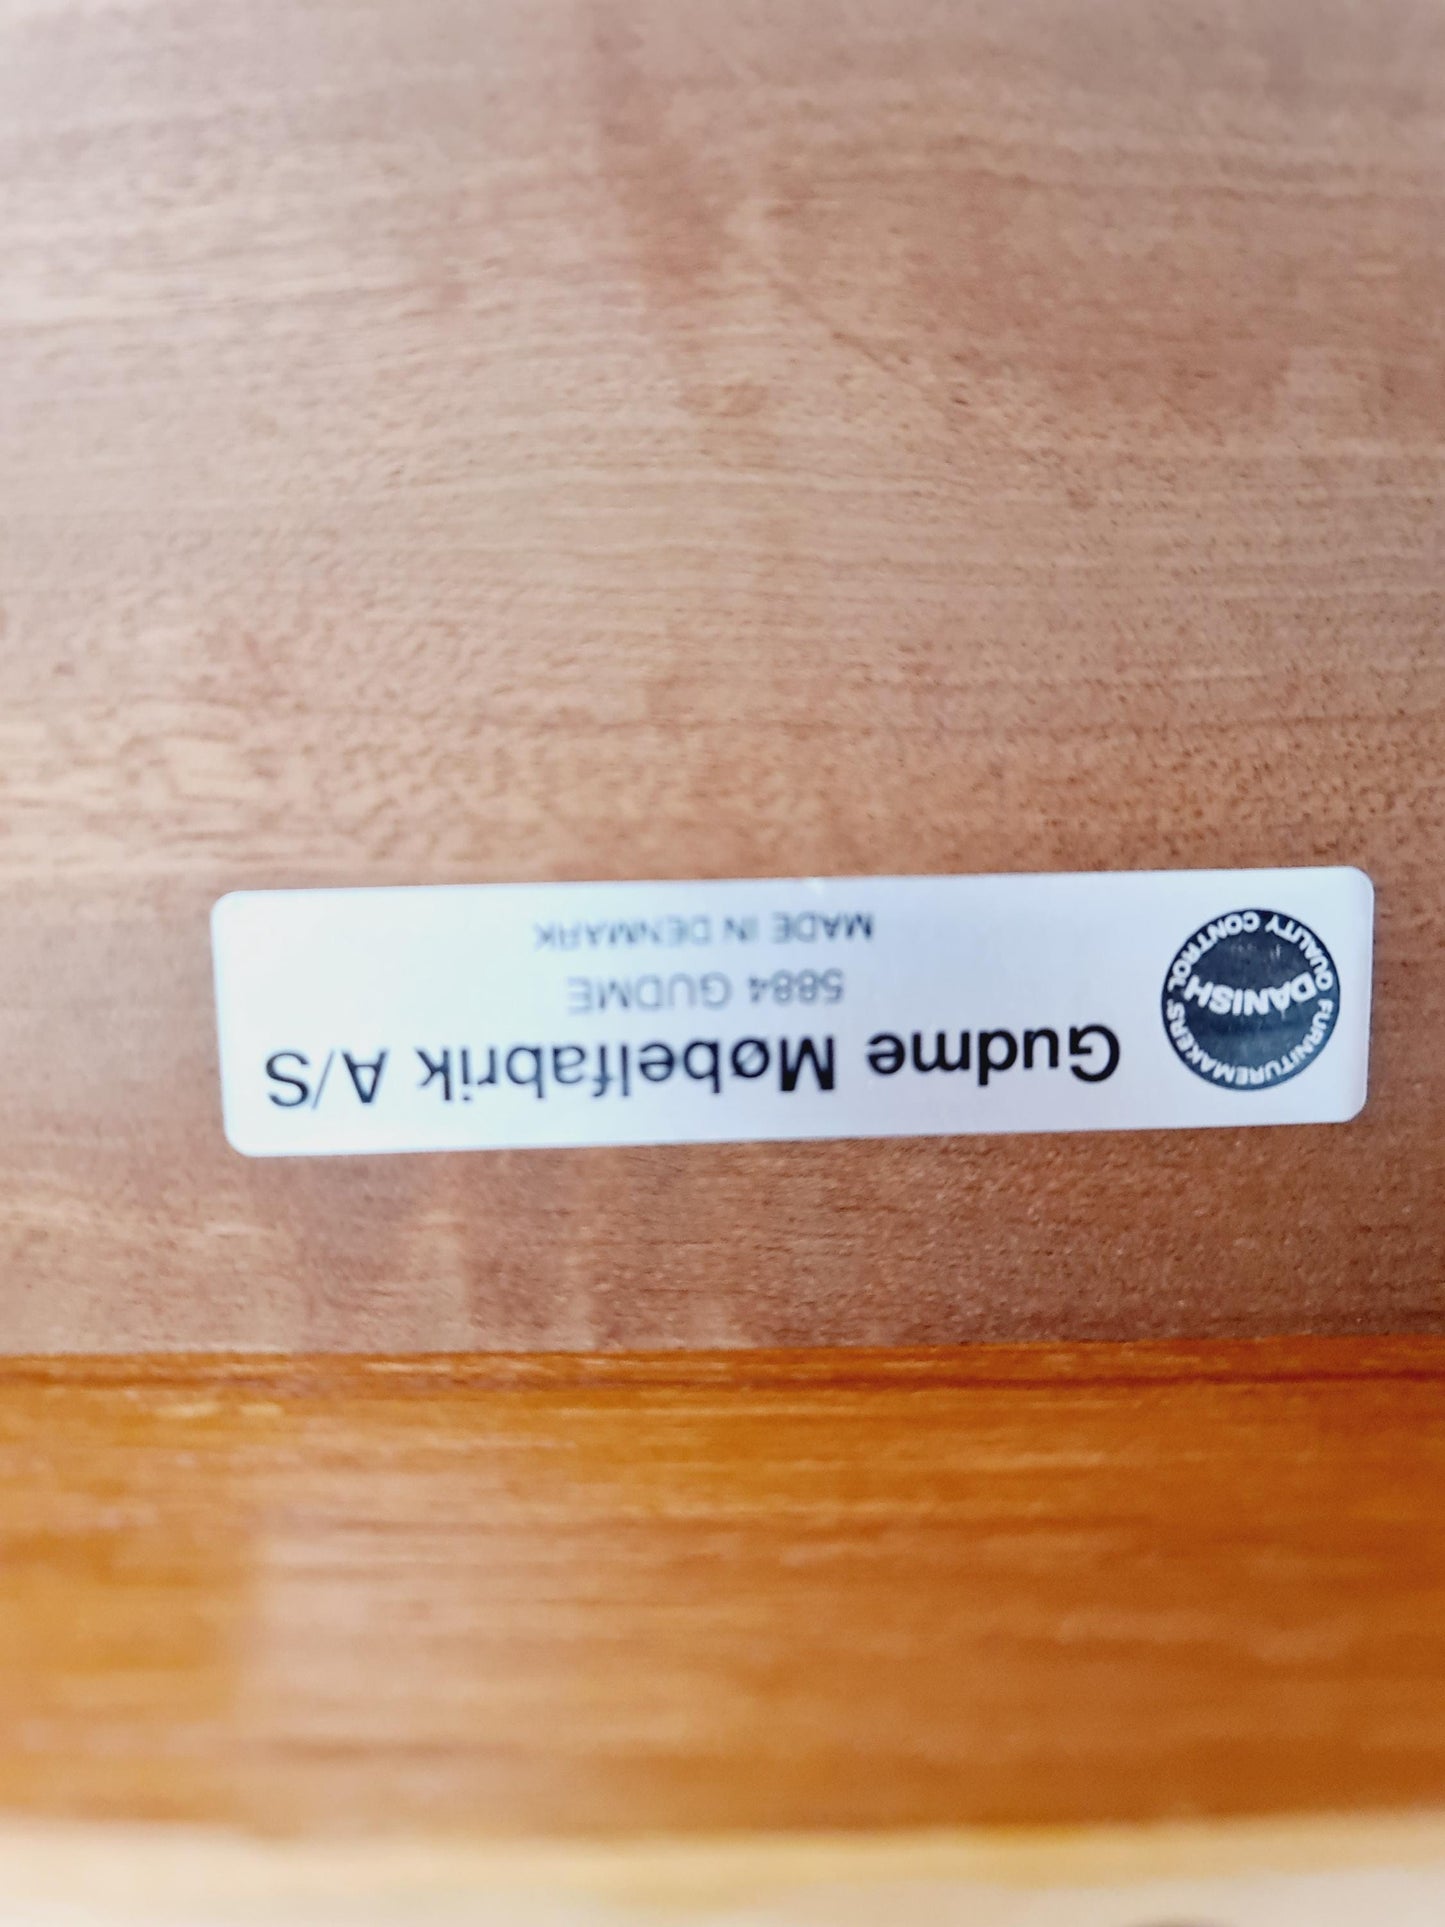 Gudme Møbelfabrik A/S
5884 GUDME
MADE IN DENMARK
DANISH
FURNITUREMAKERS' QUALITY CONTROL